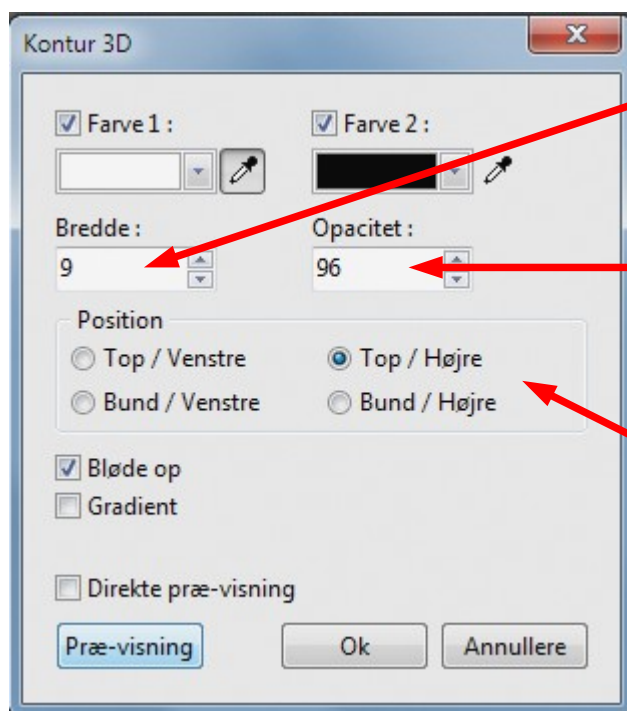 Kontur 3D
Farve 1 : Farve 2 :
Bredde : Opacitet :
9 96
Position
Top / Venstre Top / Højre
Bund / Venstre Bund / Højre
Bløde op
Gradient
Direkte præ-visning
Præ-visning Ok Annullere